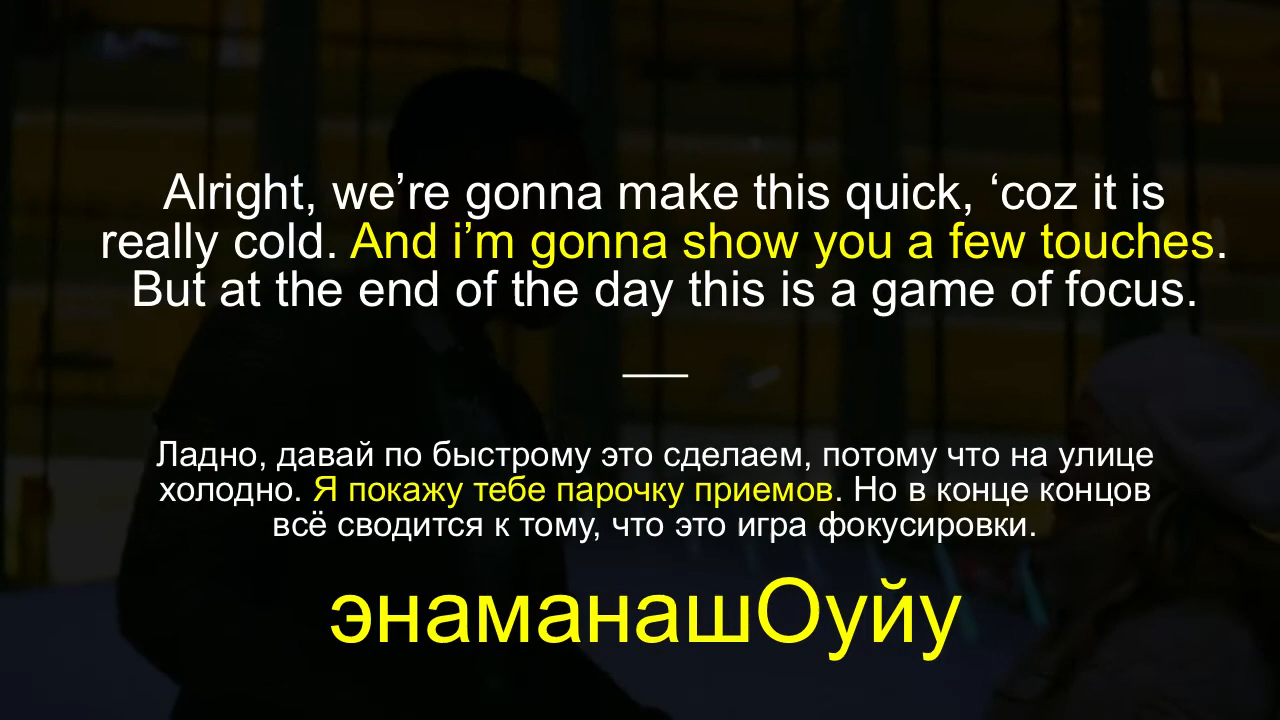 Alright, we’re gonna make this quick, ‘coz it is
really cold. And i’m gonna show you a few touches.
But at the end of the day this is a game of focus.
Ладно, давай по быстрому это сделаем, потому что на улице
холодно. Я покажу тебе парочку приемов. Но в конце концов
всё сводится к тому, что это игра фокусировки.
энаманашОуйу